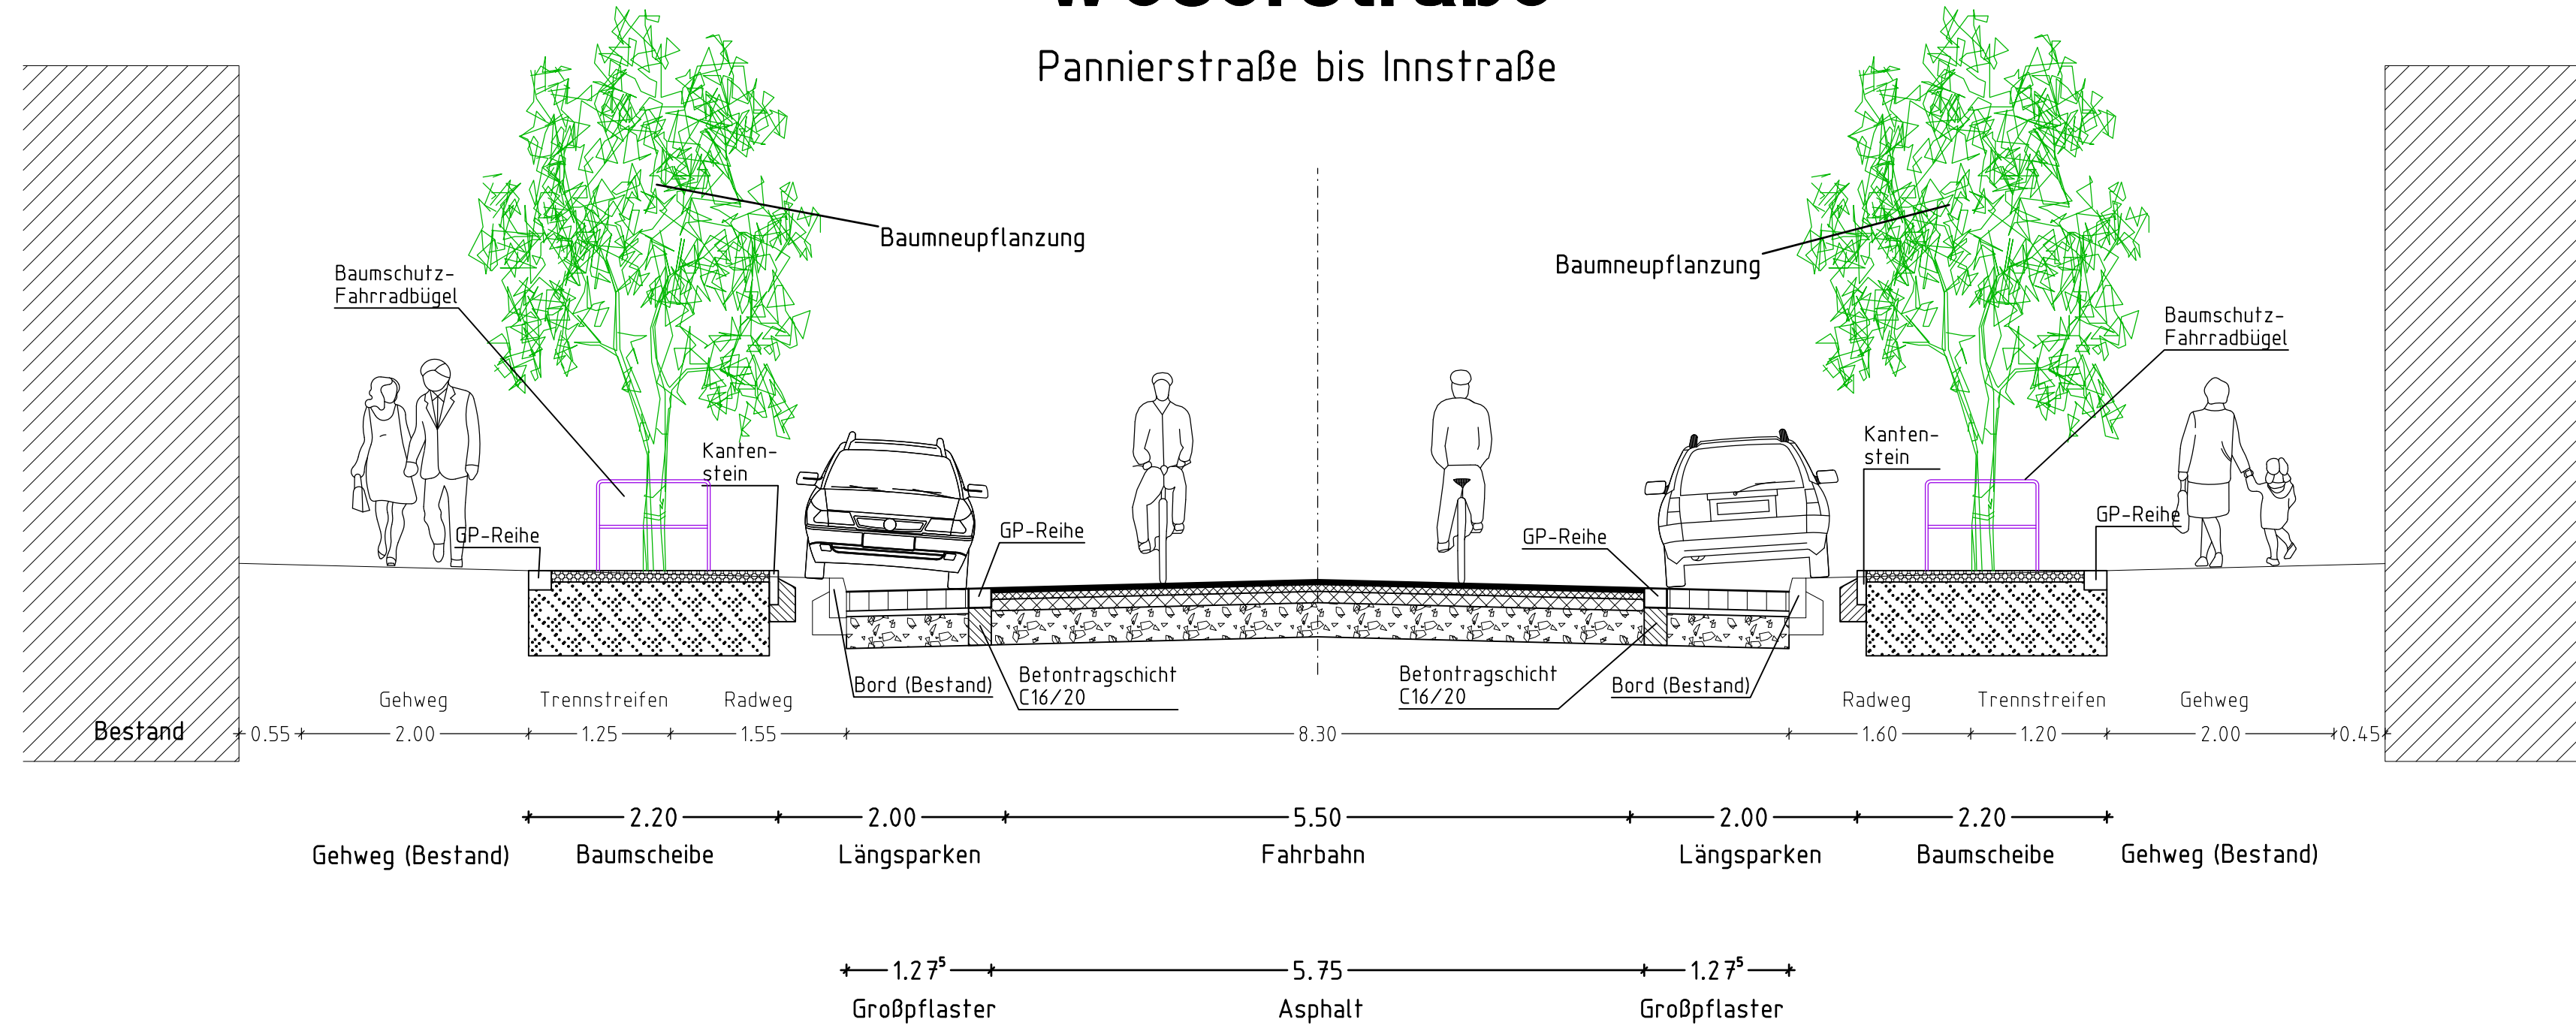 Weserstraße
Pannierstraße bis Innstraße
Baumneupflanzung
Baumneupflanzung
Baumschutz-
Fahrradbügel
Baumschutz-
Fahrradbügel
Kanten-
stein
Kanten-
stein
GP-Reihe
GP-Reihe
GP-Reihe
GP-Reihe
Bord (Bestand)
Betontragschicht
C16/20
Betontragschicht
C16/20
Bord (Bestand)
Gehweg Trennstreifen Radweg Radweg Trennstreifen Gehweg
Bestand 0.55 2.00 1.25 1.55 8.30 1.60 1.20 2.00 0.45
2.20 2.00 5.50 2.00 2.20
Gehweg (Bestand) Baumscheibe Längsparken Fahrbahn Längsparken Baumscheibe Gehweg (Bestand)
1.27⁵ 5.75 1.27⁵
Großpflaster Asphalt Großpflaster